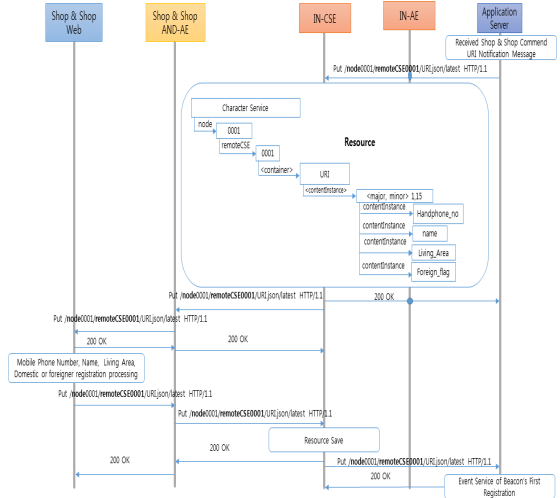 Shop & Shop
Web
Shop & Shop
AND-AE
IN-CSE
IN-AE
Application
Server
Received Shop & Shop Commend
URI Notification Message
Put /node0001/remoteCSE0001/URI.json/latest HTTP/1.1
Character Service
Resource
node
0001
remoteCSE
0001
<container>
URI
<contentInstance>
<major, minor> 1,15
contentInstance
Handphone_no
contentInstance
name
contentInstance
Living_Area
contentInstance
Foreign_flag
Put /node0001/remoteCSE0001/URI.json/latest HTTP/1.1
200 OK
Put /node0001/remoteCSE0001/URI.json/latest HTTP/1.1
200 OK
200 OK
Mobile Phone Number, Name, Living Area,
Domestic or foreigner registration processing
Put /node0001/remoteCSE0001/URI.json/latest HTTP/1.1
Put /node0001/remoteCSE0001/URI.json/latest HTTP/1.1
Resource Save
200 OK
Put /node0001/remoteCSE0001/URI.json/latest HTTP/1.1
200 OK
200 OK
Event Service of Beacon's First
Registration